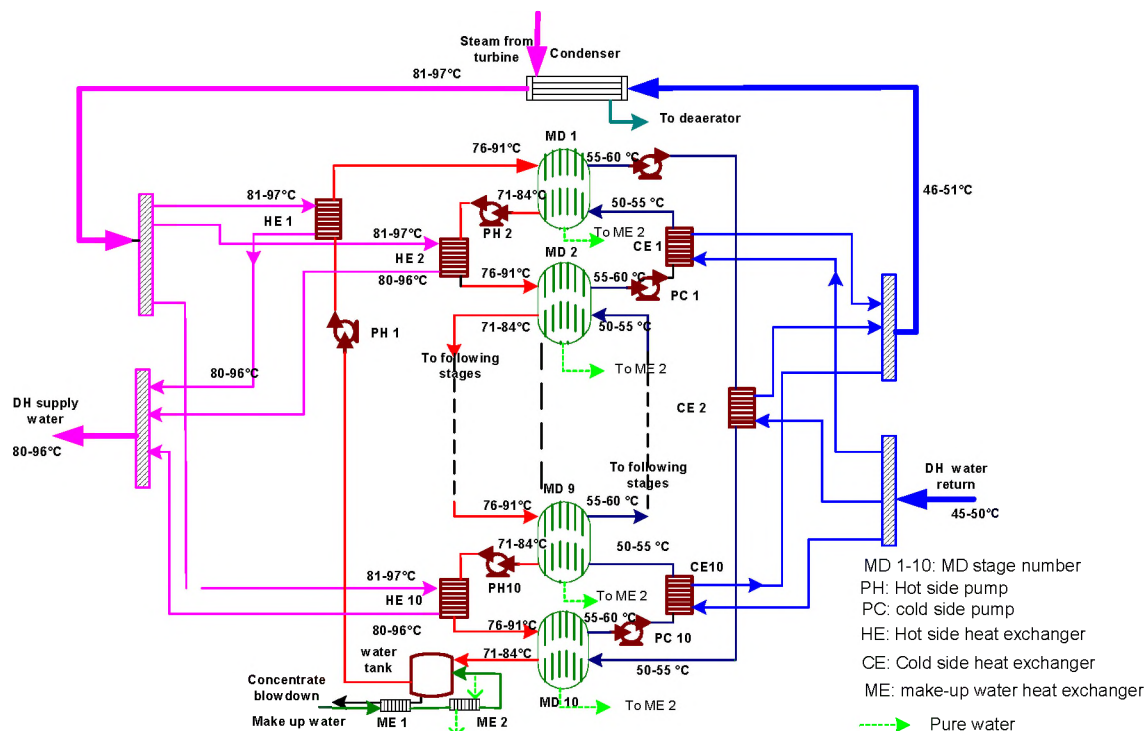 Steam from
turbine
Condenser
81-97°C
To deaerator
MD 1
76-91°C
55-60 °C
46-51°C
81-97°C
71-84°C
50-55 °C
HE 1
PH 2
To ME 2
81-97°C
CE 1
HE 2
MD 2
76-91°C
55-60 °C
80-96°C
PC 1
71-84°C
50-55 °C
PH 1
To following
stages
To ME 2
80-96°C
DH supply
water
CE 2
80-96°C
To following
stages
DH water
return
MD 9
76-91°C
55-60 °C
45-50°C
71-84°C
50-55 °C
CE10
MD 1-10: MD stage number
81-97°C
PH10
PH: Hot side pump
HE 10
To ME 2
PC: cold side pump
76-91°C
55-60 °C
80-96°C
PC 10
HE: Hot side heat exchanger
water
tank
71-84°C
50-55 °C
CE: Cold side heat exchanger
Concentrate
blowdown
ME: make-up water heat exchanger
MD 10
To ME 2
Make up water
ME 1
ME 2
Pure water